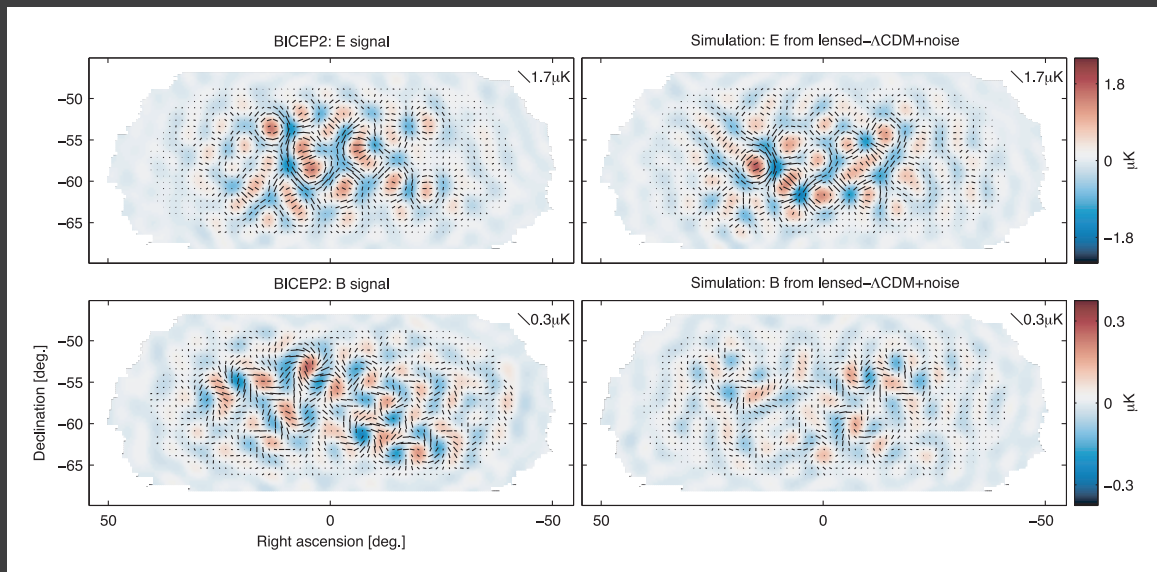 BICEP2: E signal
Simulation: E from lensed−ΛCDM+noise
1.7μK
1.7μK
−50
−55
−60
−65
1.8
0
−1.8
μK
BICEP2: B signal
Simulation: B from lensed−ΛCDM+noise
0.3μK
0.3μK
−50
−55
−60
−65
Declination [deg.]
0.3
0
−0.3
μK
50
0
−50
50
0
−50
Right ascension [deg.]